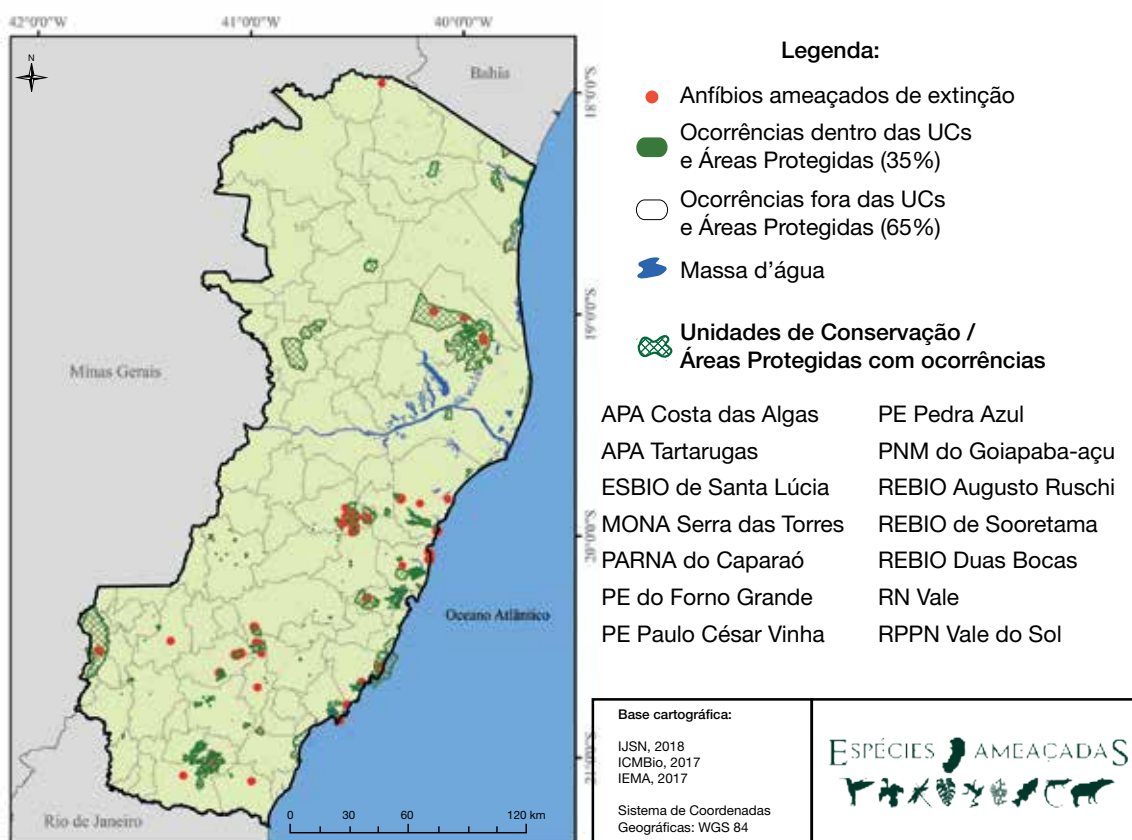 42°0'0"W
41°0'0"W
40°0'0"W
N
Bahia
18°0'0"S
19°0'0"S
Minas Gerais
20°0'0"S
Oceano Atlântico
21°0'0"S
Rio de Janeiro
0 30 60 120 km
Legenda:
Anfíbios ameaçados de extinção
Ocorrências dentro das UCs
e Áreas Protegidas (35%)
Ocorrências fora das UCs
e Áreas Protegidas (65%)
Massa d'água
Unidades de Conservação /
Áreas Protegidas com ocorrências
APA Costa das Algas
APA Tartarugas
ESBIO de Santa Lúcia
MONA Serra das Torres
PARNA do Caparaó
PE do Forno Grande
PE Paulo César Vinha
PE Pedra Azul
PNM do Goiapaba-açu
REBIO Augusto Ruschi
REBIO de Sooretama
REBIO Duas Bocas
RN Vale
RPPN Vale do Sol
Base cartográfica:
IJSN, 2018
ICMBio, 2017
IEMA, 2017
Sistema de Coordenadas
Geográficas: WGS 84
ESPÉCIES AMEAÇADAS